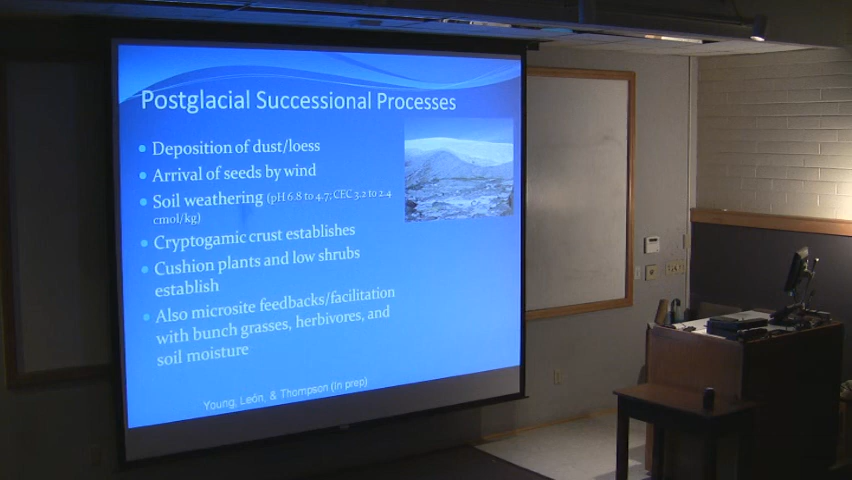 Postglacial Successional Processes
Deposition of dust/loess
Arrival of seeds by wind
Soil weathering (pH 6.8 to 4.7; CEC 3.2 to 2.4
cmol/kg)
Cryptogamic crust establishes
Cushion plants and low shrubs
establish
Also microsite feedbacks/facilitation
with bunch grasses, herbivores, and
soil moisture
Young, León, & Thompson (in prep)